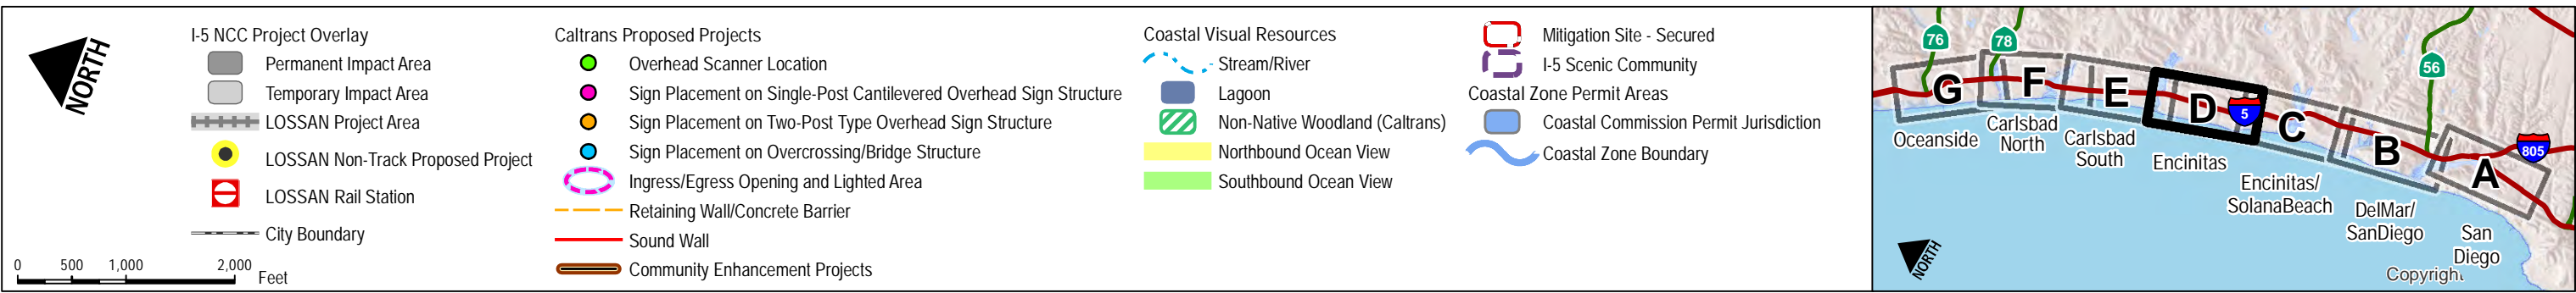 NORTH
0 500 1,000 2,000
Feet
I-5 NCC Project Overlay
Permanent Impact Area
Temporary Impact Area
LOSSAN Project Area
LOSSAN Non-Track Proposed Project
LOSSAN Rail Station
City Boundary
Caltrans Proposed Projects
Overhead Scanner Location
Sign Placement on Single-Post Cantilevered Overhead Sign Structure
Sign Placement on Two-Post Type Overhead Sign Structure
Sign Placement on Overcrossing/Bridge Structure
Ingress/Egress Opening and Lighted Area
Retaining Wall/Concrete Barrier
Sound Wall
Community Enhancement Projects
Coastal Visual Resources
Stream/River
Lagoon
Non-Native Woodland (Caltrans)
Northbound Ocean View
Southbound Ocean View
Mitigation Site - Secured
I-5 Scenic Community
Coastal Zone Permit Areas
Coastal Commission Permit Jurisdiction
Coastal Zone Boundary
76
78
56
5
805
G
F
E
D
C
B
A
Oceanside
Carlsbad
North
Carlsbad
South
Encinitas
Encinitas/
SolanaBeach
DelMar/
SanDiego
San
Diego
NORTH
Copyright